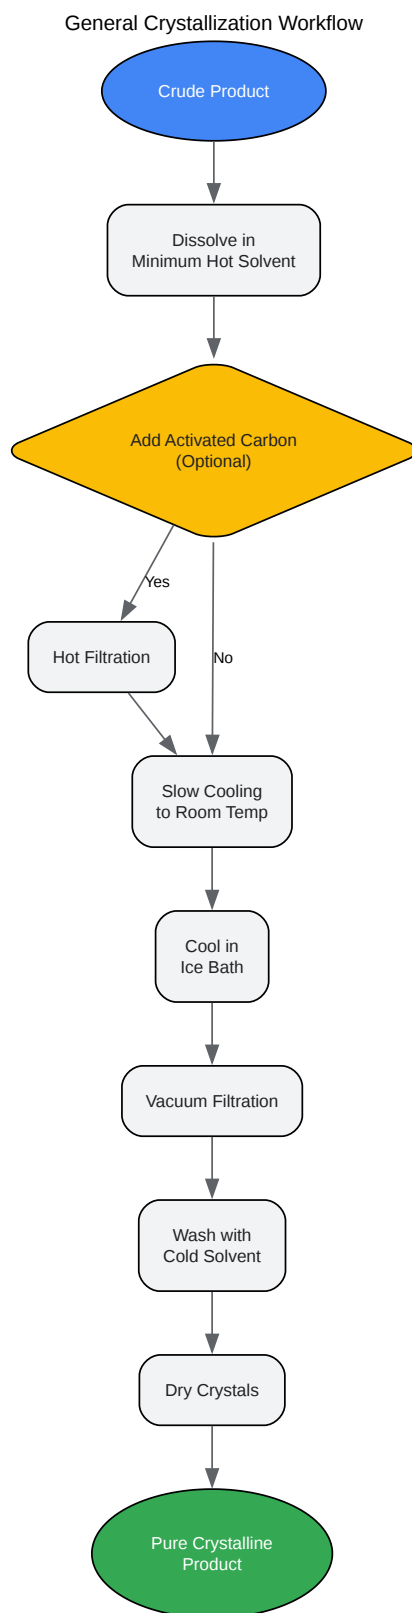 General Crystallization Workflow
Crude Product
Dissolve in
Minimum Hot Solvent
Add Activated Carbon
(Optional)
Yes
Hot Filtration
No
Slow Cooling
to Room Temp
Cool in
Ice Bath
Vacuum Filtration
Wash with
Cold Solvent
Dry Crystals
Pure Crystalline
Product